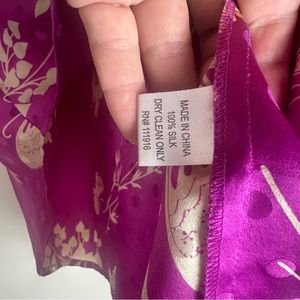 MADE IN CHINA
100% SILK
DRY CLEAN ONLY
RN# 111916